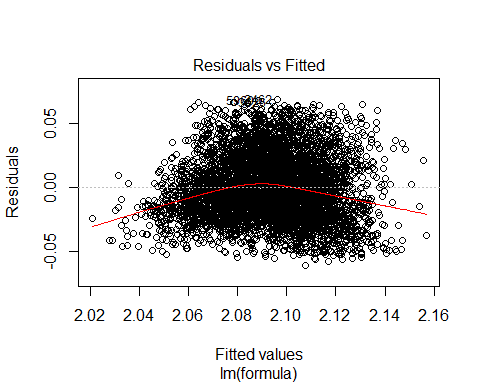 Residuals vs Fitted
Residuals
0.05
0.00
-0.05
2.02 2.04 2.06 2.08 2.10 2.12 2.14 2.16
Fitted values
lm(formula)